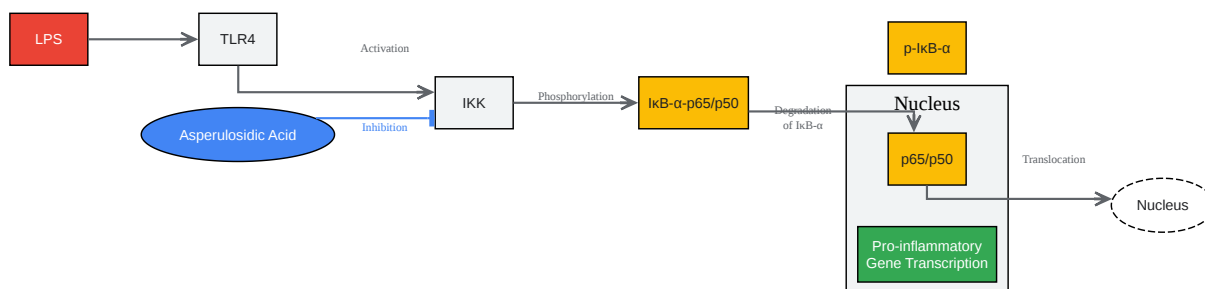 LPS
TLR4
Activation
Asperulosidic Acid
Inhibition
IKK
Phosphorylation
IκB-α-p65/p50
Degradation
of IκB-α
p-IκB-α
Nucleus
p65/p50
Pro-inflammatory
Gene Transcription
Translocation
Nucleus